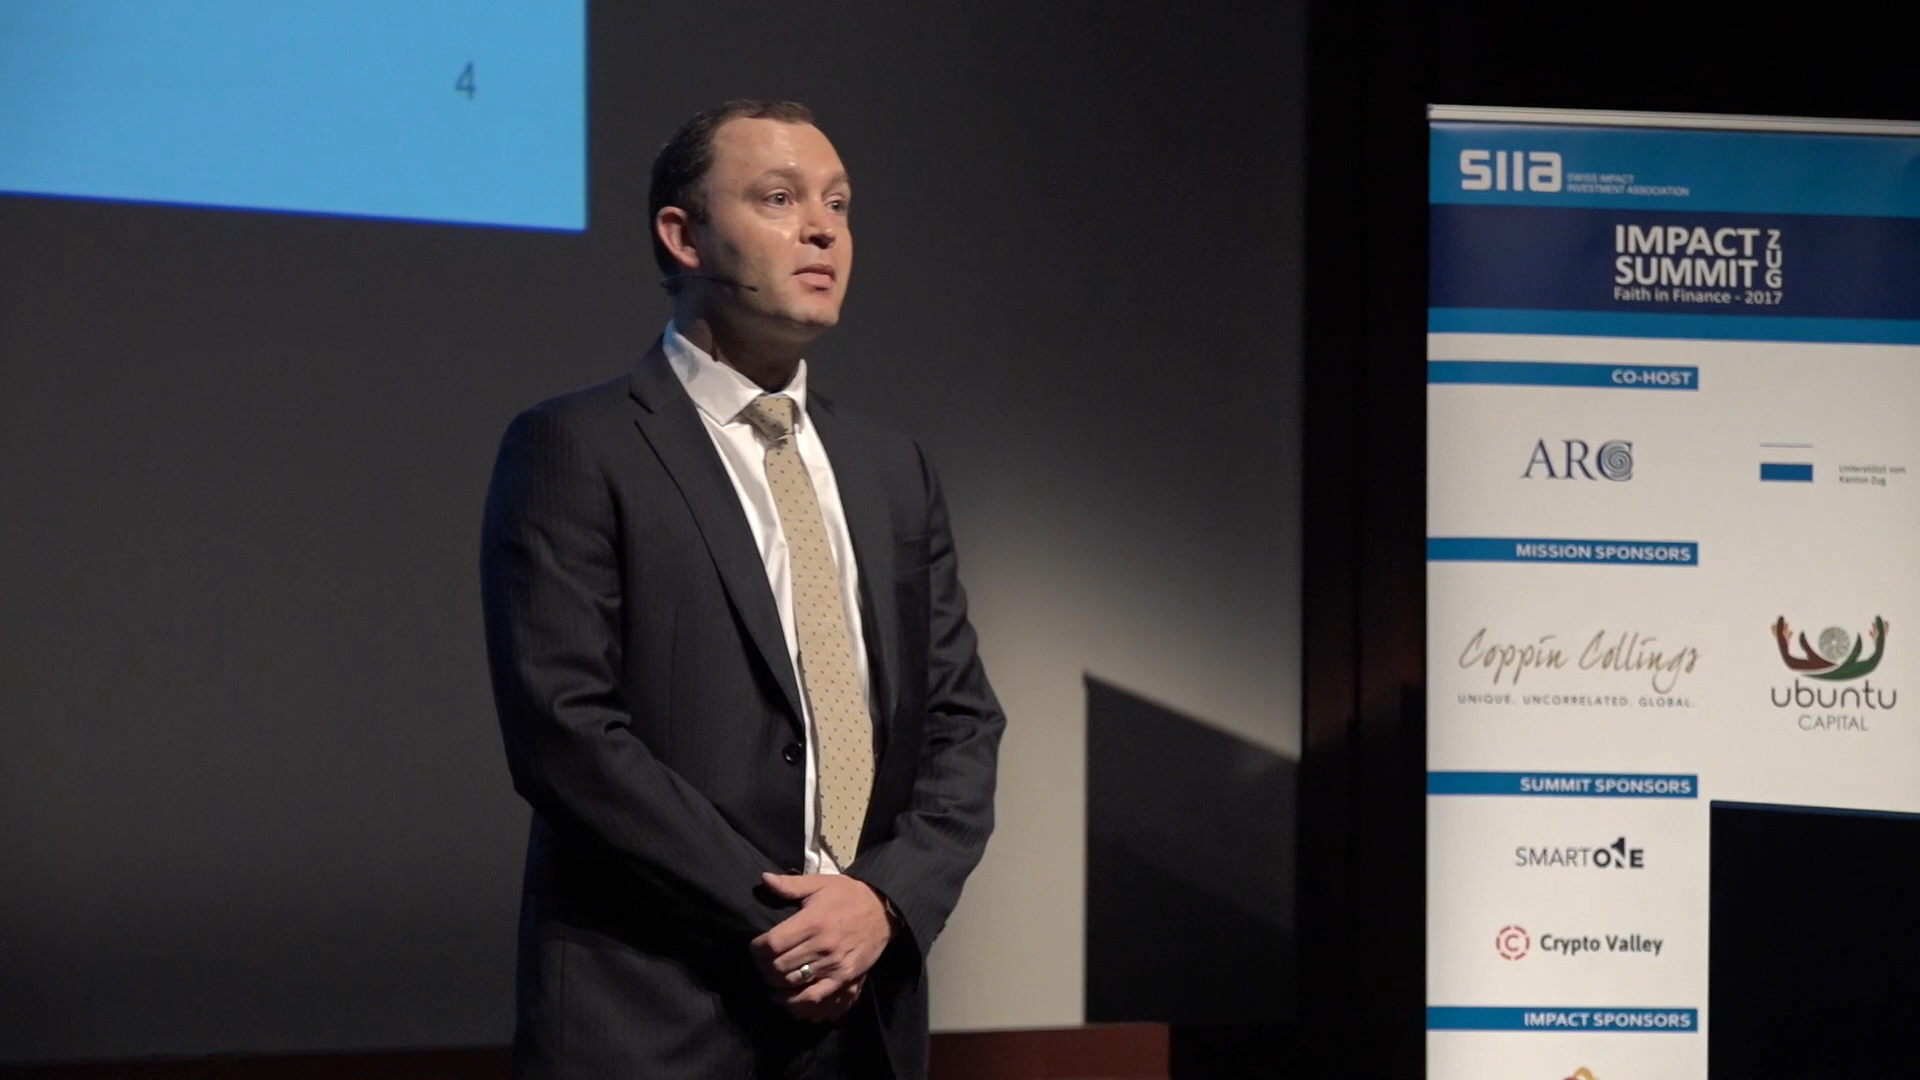 4
SIIA SWISS IMPACT
INVESTMENT ASSOCIATION
IMPACT
SUMMIT
ZUG
Faith in Finance - 2017
CO-HOST
ARC
Unterstützt vom
Kanton Zug
MISSION SPONSORS
Coppin Collings
UNIQUE. UNCORRELATED. GLOBAL.
ubuntu
CAPITAL
SUMMIT SPONSORS
SMARTONE
C Crypto Valley
IMPACT SPONSORS